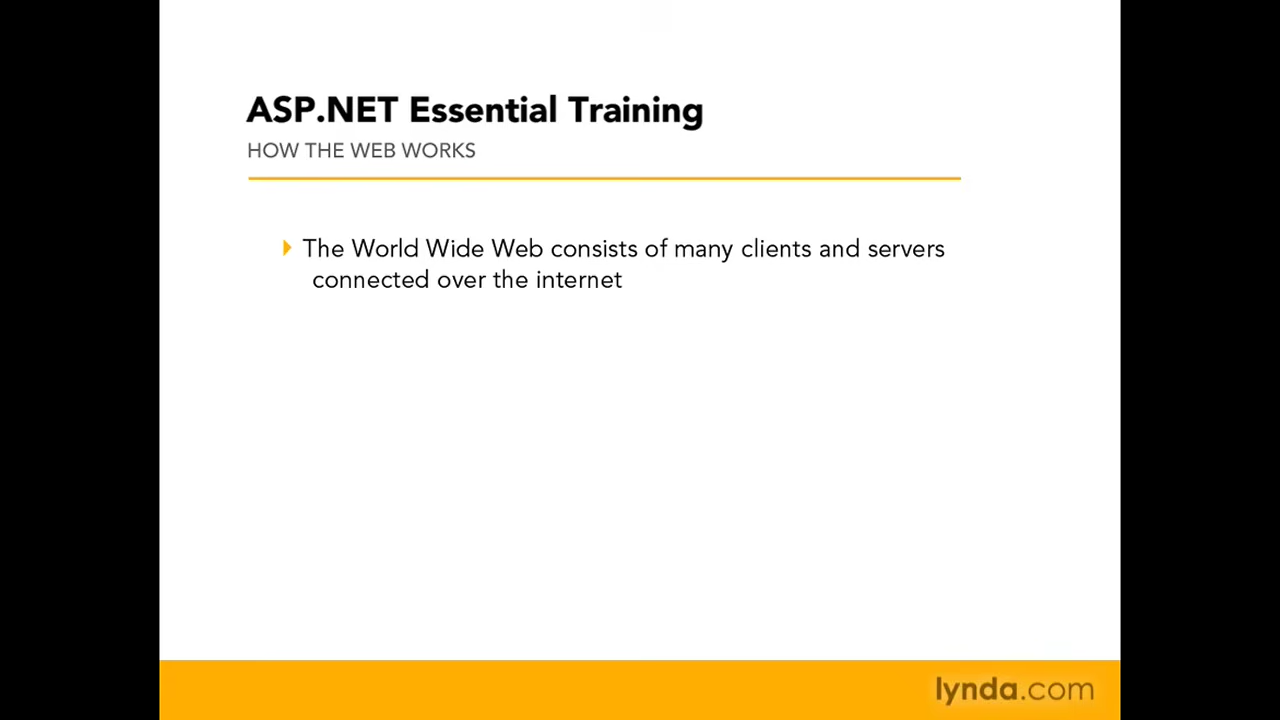 ASP.NET Essential Training
HOW THE WEB WORKS
The World Wide Web consists of many clients and servers
connected over the internet
lynda.com